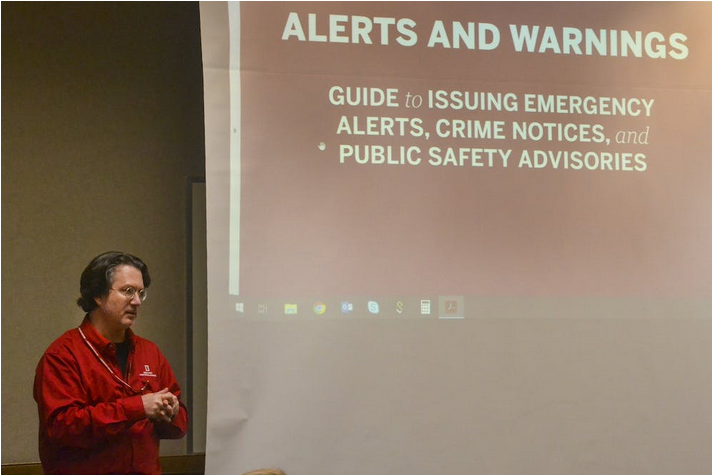 ALERTS AND WARNINGS
GUIDE to ISSUING EMERGENCY
ALERTS, CRIME NOTICES, and
PUBLIC SAFETY ADVISORIES